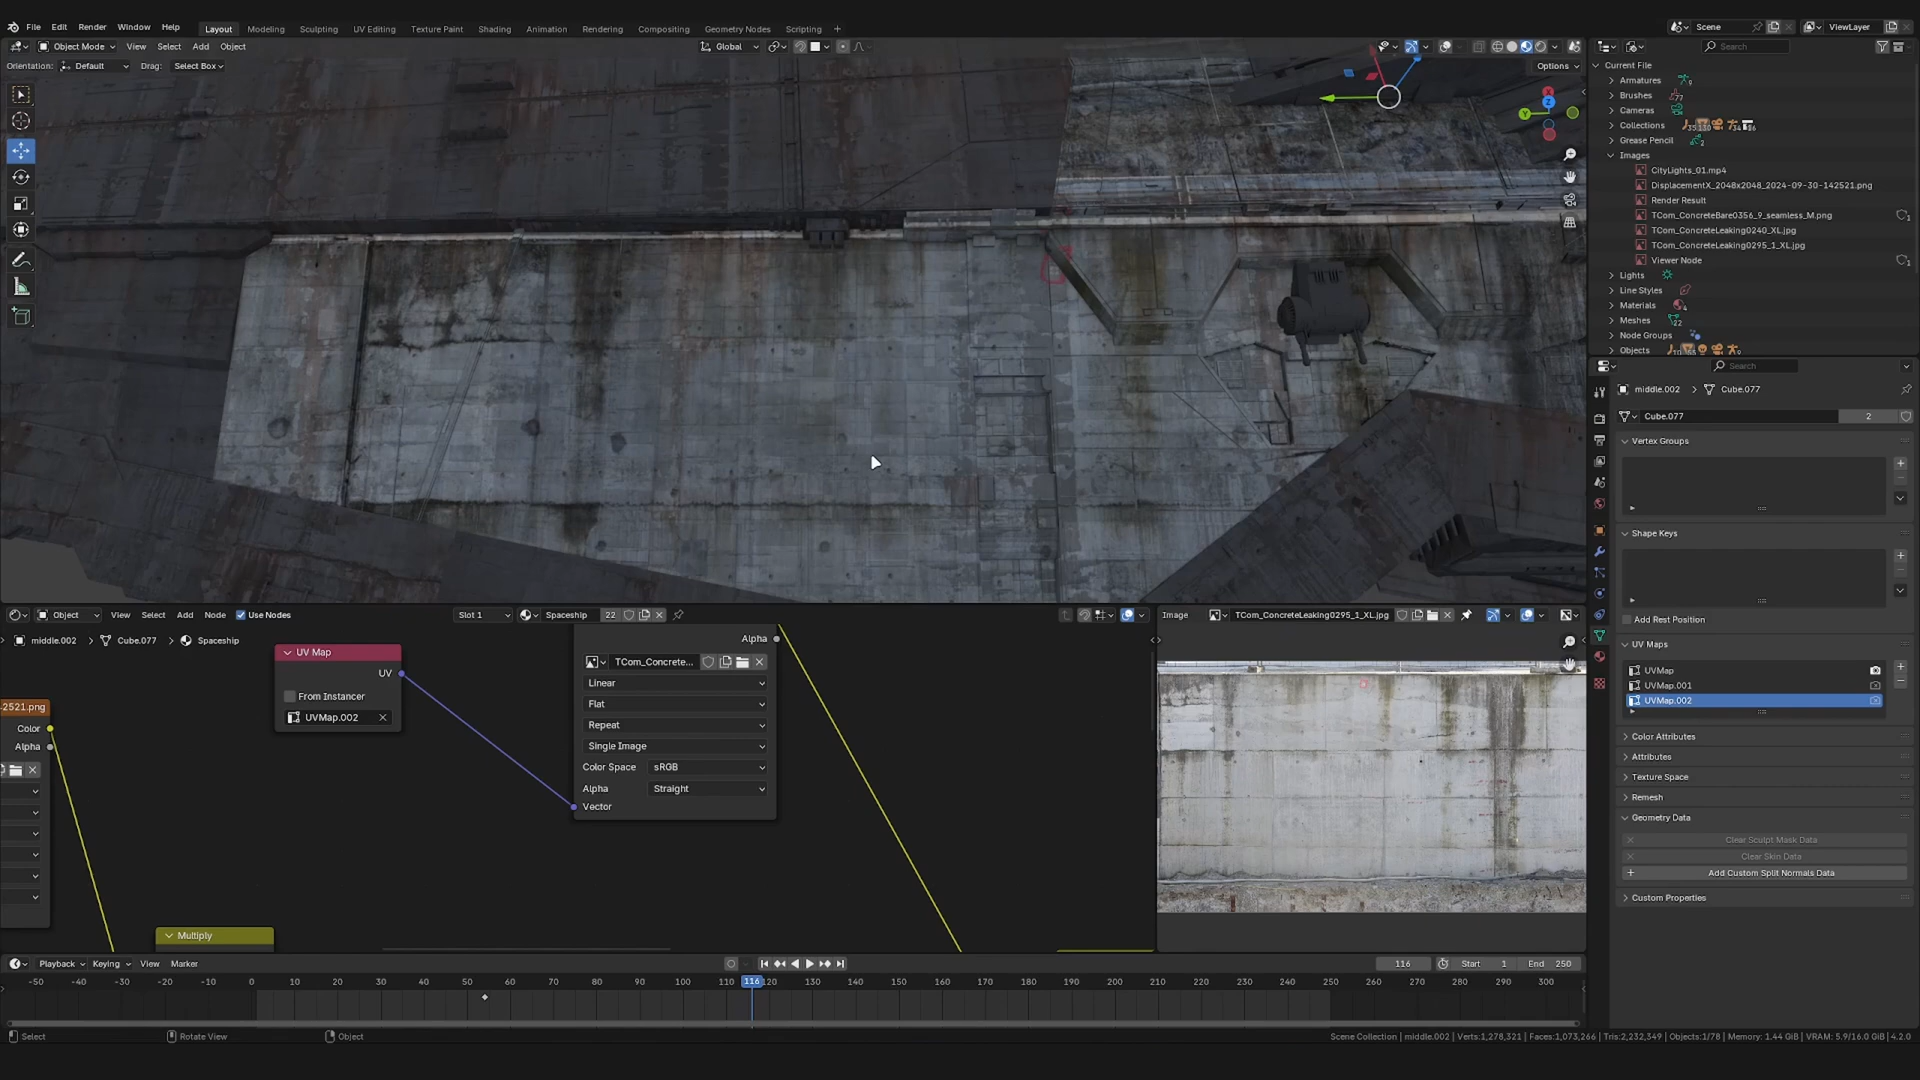 File Edit Render Window Help Layout Modeling Sculpting UV Editing Texture Paint Shading Animation Rendering Compositing Geometry Nodes Scripting + Scene ViewLayer
Object Mode View Select Add Object Global Search
Orientation: Default Drag: Select Box Options
Current File
Armatures
Brushes
Cameras
Collections
Grease Pencil
Images
CityLights_01.mp4
DisplacementX_2048x2048_2024-09-30-142521.png
Render Result
TCom_ConcreteBare0356_9_seamless_M.png
TCom_ConcreteLeaking0240_XL.jpg
TCom_ConcreteLeaking0295_1_XL.jpg
Viewer Node
Lights
Line Styles
Materials
Meshes
Node Groups
Objects
Search
middle.002 Cube.077
Cube.077 2
Vertex Groups
Shape Keys
Add Rest Position
UV Maps
UVMap
UVMap.001
UVMap.002
Color Attributes
Attributes
Texture Space
Remesh
Geometry Data
Clear Sculpt Mask Data
Clear Skin Data
Add Custom Split Normals Data
Custom Properties
Object View Select Add Node Use Nodes Slot 1 Spaceship 22
middle.002 Cube.077 Spaceship
UV Map
UV
From Instancer
UVMap.002
2521.png
Color
Alpha
Alpha
TCom_Concrete...
Linear
Flat
Repeat
Single Image
Color Space sRGB
Alpha Straight
Vector
Multiply
Image TCom_ConcreteLeaking0295_1_XL.jpg
Playback Keying View Marker 116 Start 1 End 250
-50 -40 -30 -20 -10 0 10 20 30 40 50 60 70 80 90 100 110 116 120 130 140 150 160 170 180 190 200 210 220 230 240 250 260 270 280 290 300
Select Rotate View Object Scene Collection | middle.002 | Verts:1,278,321 | Faces:1,073,266 | Tris:2,232,349 | Objects:1/78 | Memory: 1.44 GiB | VRAM: 5.9/16.0 GiB | 4.2.0